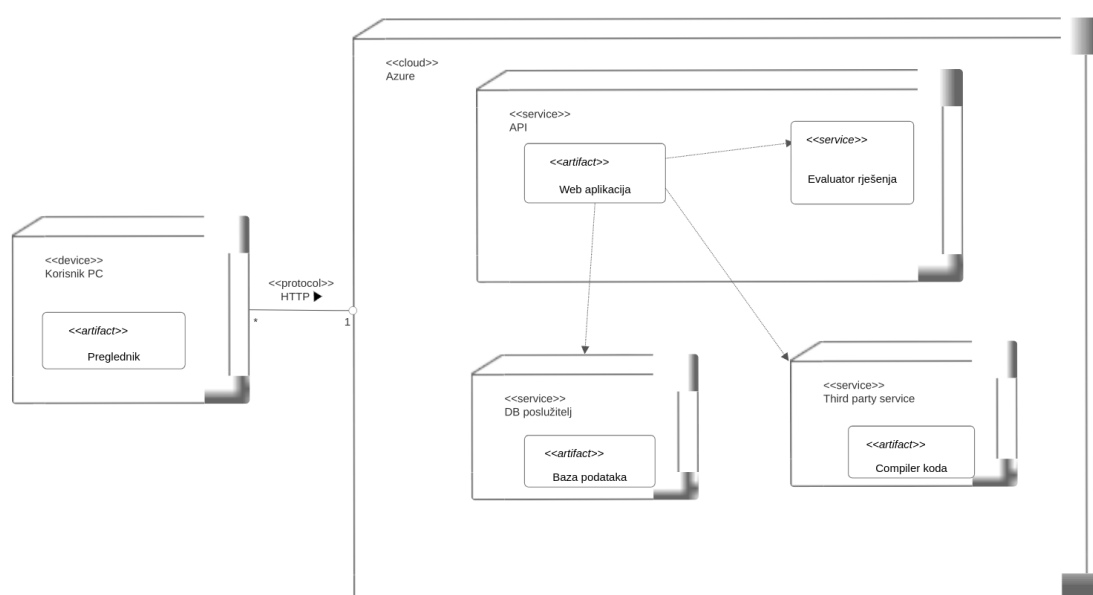 <<cloud>>
Azure
<<service>>
API
<<artifact>>
Web aplikacija
<<service>>
Evaluator rješenja
<<device>>
Korisnik PC
<<artifact>>
Preglednik
<<protocol>>
HTTP
*
1
<<service>>
DB poslužitelj
<<artifact>>
Baza podataka
<<service>>
Third party service
<<artifact>>
Compiler koda